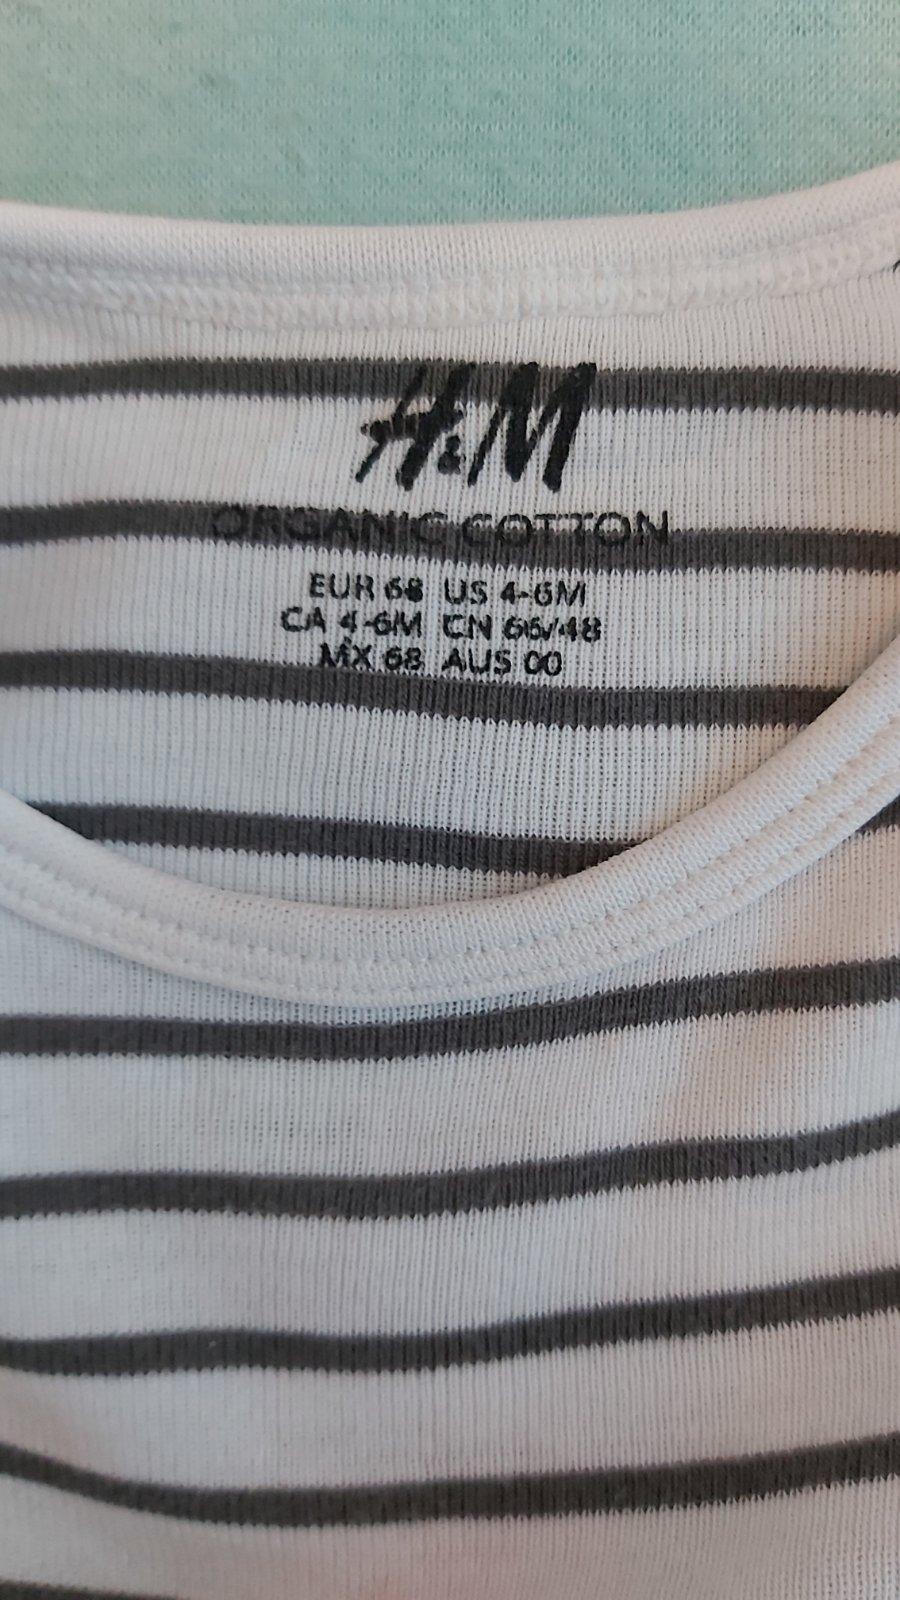 H&M
ORGANIC COTTON
EUR 68 US 4-6M
CA 4-6M CN 66/48
MX 68 AUS 00